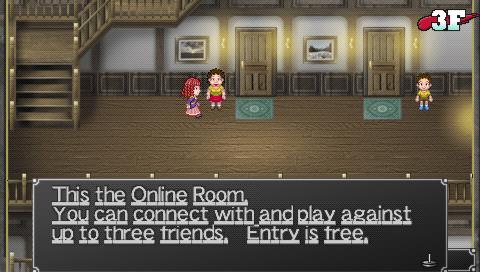 3F
This the Online Room.
You can connect with and play against
up to three friends. Entry is free.